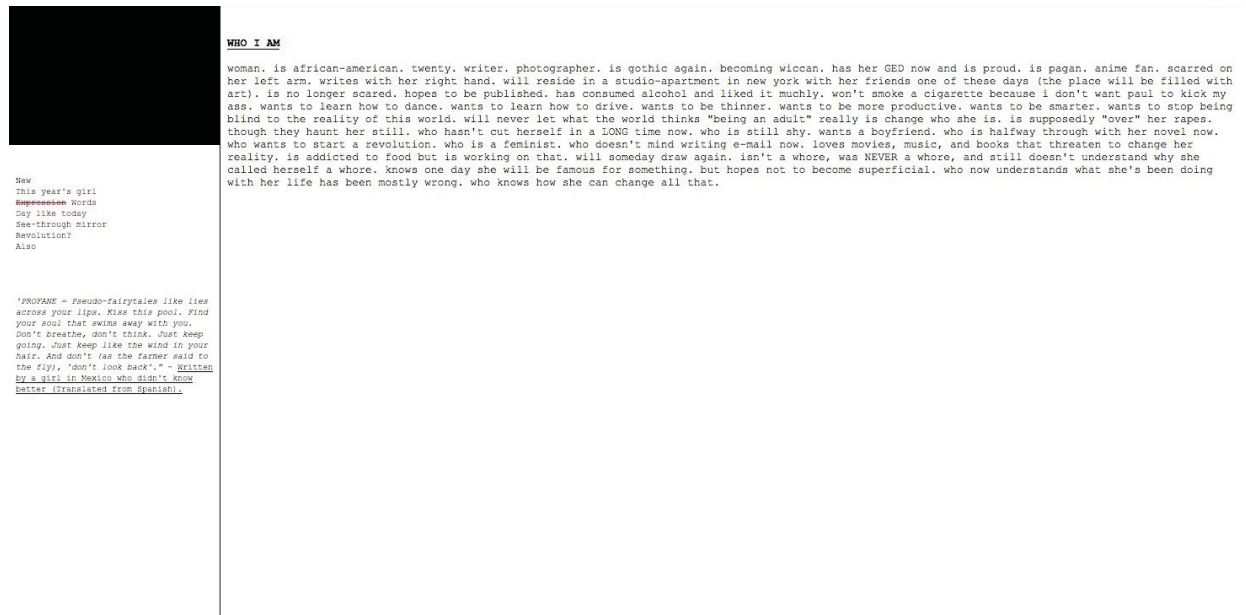 WHO I AM
woman. is african-american. twenty. writer. photographer. is gothic again. becoming wiccan. has her GED now and is proud. is pagan. anime fan. scarred on
her left arm. writes with her right hand. will reside in a studio-apartment in new york with her friends one of these days (the place will be filled with
art). is no longer scared. hopes to be published. has consumed alcohol and liked it muchly. won't smoke a cigarette because i don't want paul to kick my
ass. wants to learn how to dance. wants to learn how to drive. wants to be thinner. wants to be more productive. wants to be smarter. wants to stop being
blind to the reality of this world. will never let what the world thinks "being an adult" really is change who she is. is supposedly "over" her rapes.
though they haunt her still. who hasn't cut herself in a LONG time now. who is still shy. wants a boyfriend. who is halfway through with her novel now.
who wants to start a revolution. who is a feminist. who doesn't mind writing e-mail now. loves movies, music, and books that threaten to change her
reality. is addicted to food but is working on that. will someday draw again. isn't a whore, was NEVER a whore, and still doesn't understand why she
called herself a whore. knows one day she will be famous for something. but hopes not to become superficial. who now understands what she's been doing
with her life has been mostly wrong. who knows how she can change all that.
New
This year's girl
Expression Words
Day like today
See-through mirror
Revolution?
Also
'PROFANE = Pseudo-fairytales like lies
across your lips. Kiss this pool. Find
your soul that swims away with you.
Don't breathe, don't think. Just keep
going. Just keep like the wind in your
hair. And don't (as the farmer said to
the fly), 'don't look back'." - Written
by a girl in Mexico who didn't know
better (Translated from Spanish).